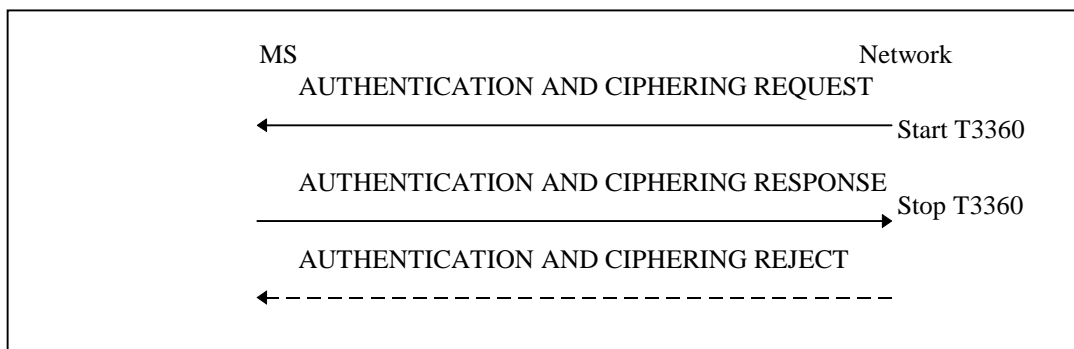 MS Network
AUTHENTICATION AND CIPHERING REQUEST
Start T3360
AUTHENTICATION AND CIPHERING RESPONSE
Stop T3360
AUTHENTICATION AND CIPHERING REJECT